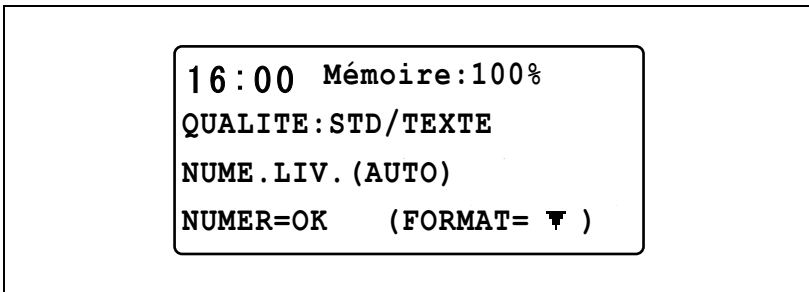 16:00 Mémoire:100%
QUALITE:STD/TEXTE
NUME.LIV.(AUTO)
NUMER=OK (FORMAT= ▼ )